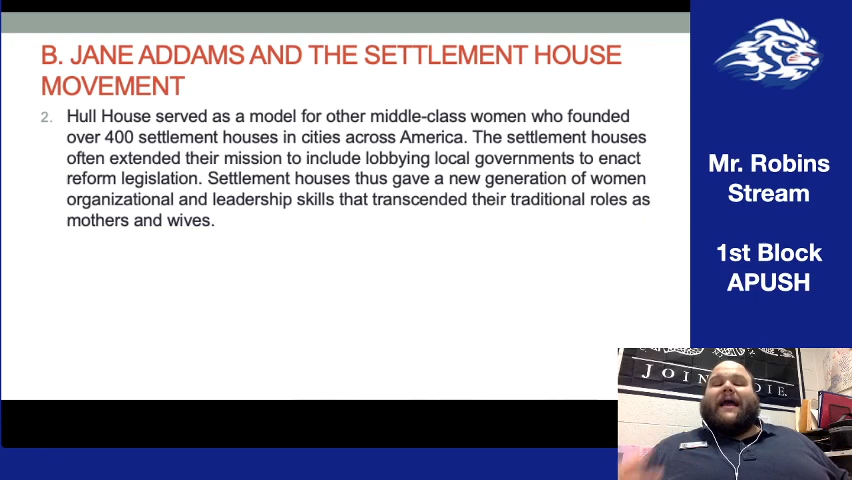 B. JANE ADDAMS AND THE SETTLEMENT HOUSE
MOVEMENT
2. Hull House served as a model for other middle-class women who founded
over 400 settlement houses in cities across America. The settlement houses
often extended their mission to include lobbying local governments to enact
reform legislation. Settlement houses thus gave a new generation of women
organizational and leadership skills that transcended their traditional roles as
mothers and wives.
Mr. Robins
Stream
1st Block
APUSH
JOIN DIE.